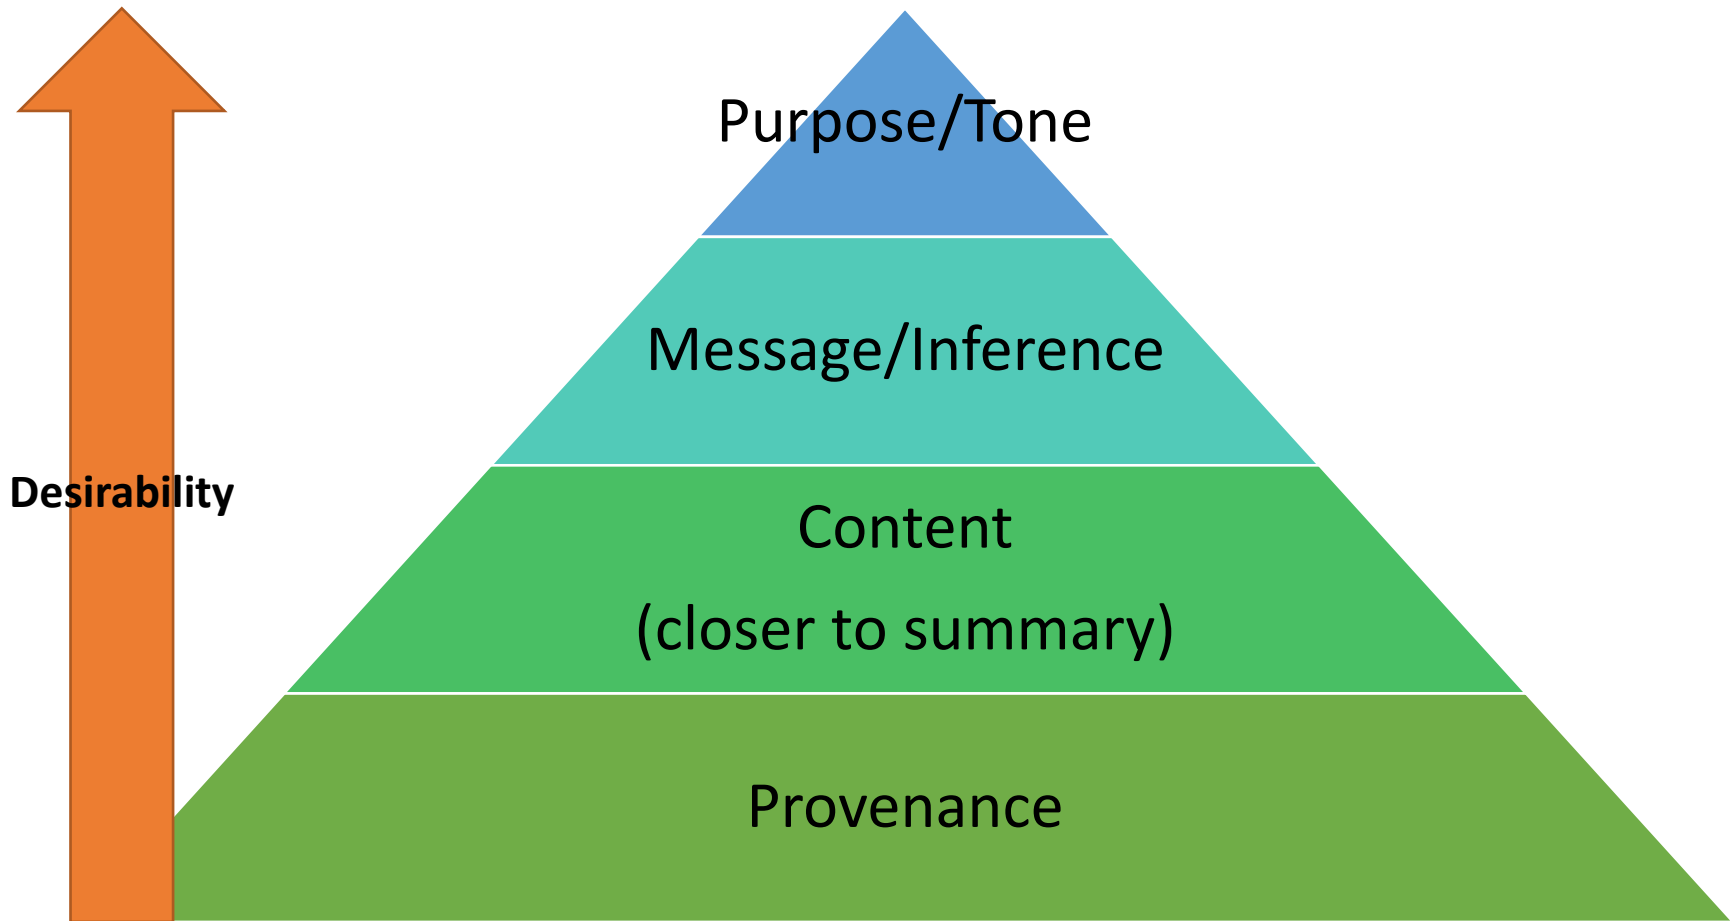 Purpose/Tone
Message/Inference
Desirability
Content
(closer to summary)
Provenance